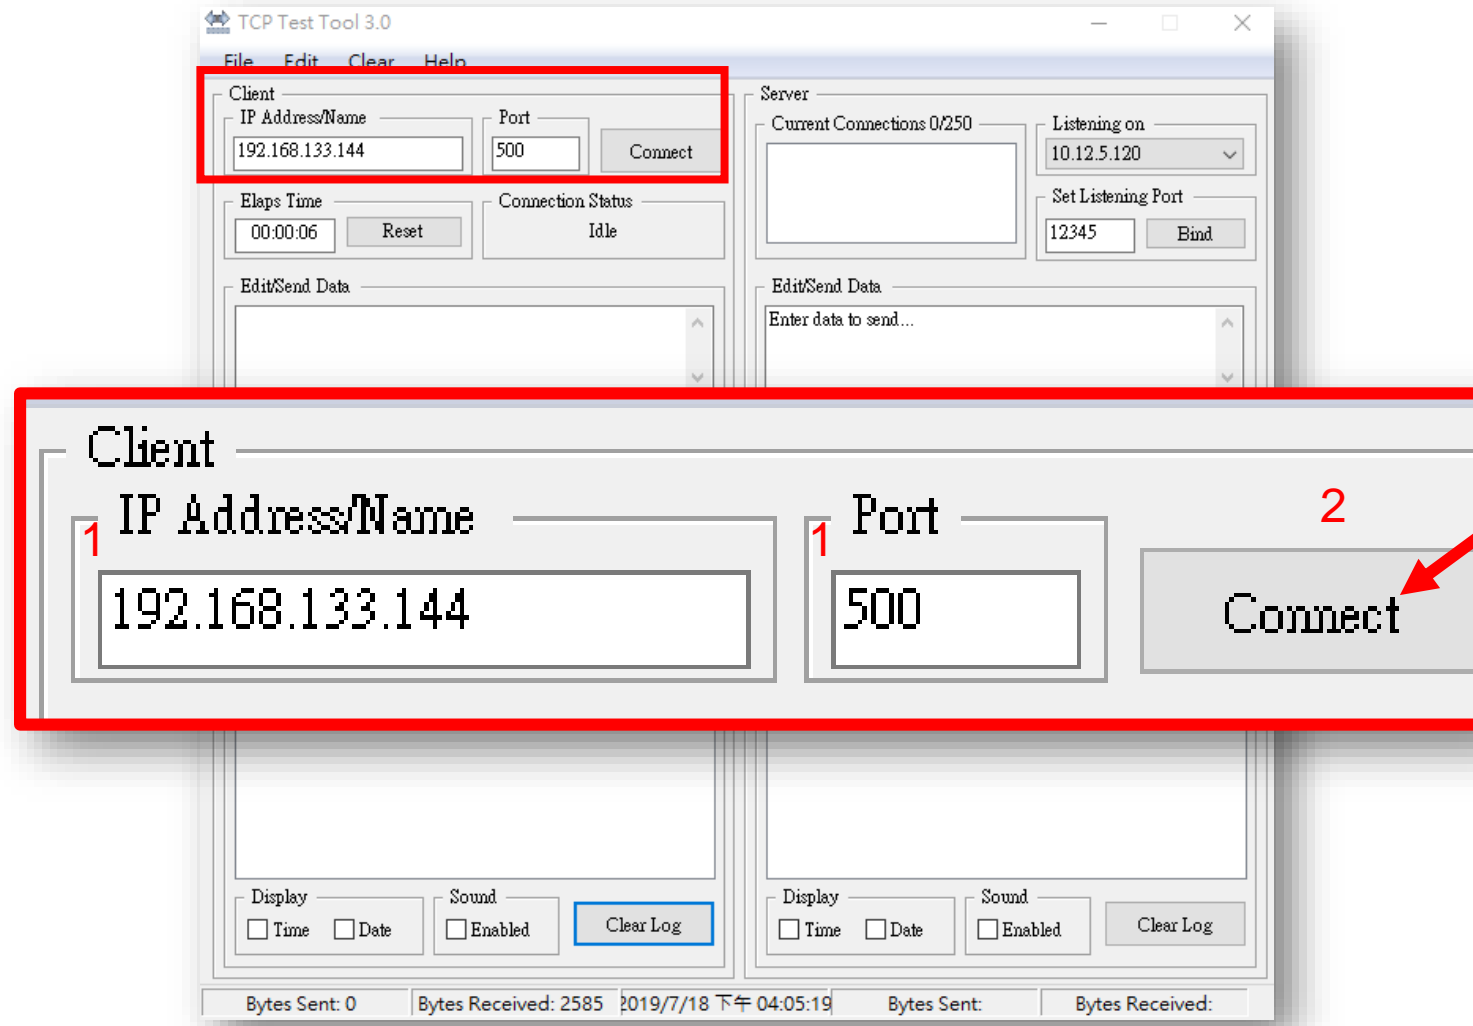 TCP Test Tool 3.0
File Edit Clear Help
Client
IP Address/Name Port
192.168.133.144 500 Connect
Elaps Time Connection Status
00:00:06 Reset Idle
Edit/Send Data
Server
Current Connections 0/250 Listening on
10.12.5.120
Set Listening Port
12345 Bind
Edit/Send Data
Enter data to send...
Client
1 IP Address/Name 1 Port 2
192.168.133.144 500 Connect
Display Sound
Time Date Enabled Clear Log
Display Sound
Time Date Enabled Clear Log
Bytes Sent: 0 Bytes Received: 2585 2019/7/18 下午 04:05:19 Bytes Sent: Bytes Received: